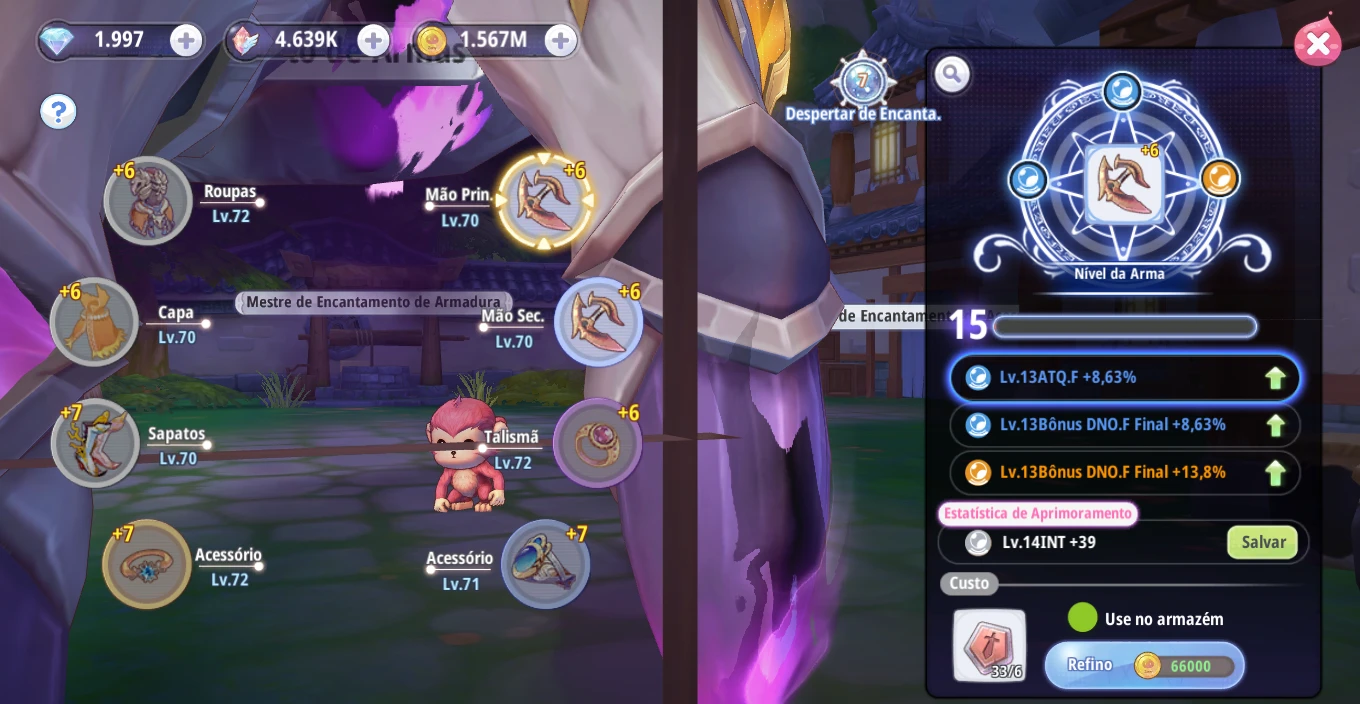 1.997
4.639K
1.567M
to de Armas
?
+6
Roupas
Lv.72
Mão Prin.
Lv.70
+6
+6
Capa
Lv.70
Mestre de Encantamento de Armadura
Mão Sec.
Lv.70
+6
+7
Sapatos
Lv.70
Talismã
Lv.72
+6
+7
Acessório
Lv.72
Acessório
Lv.71
+7
7
Despertar de Encanta.
de Encantamen
+6
Nível da Arma
15
Lv.13ATQ.F +8,63%
Lv.13Bônus DNO.F Final +8,63%
Lv.13Bônus DNO.F Final +13,8%
Estatística de Aprimoramento
Lv.14INT +39
Salvar
Custo
33/6
Use no armazém
Refino
66000